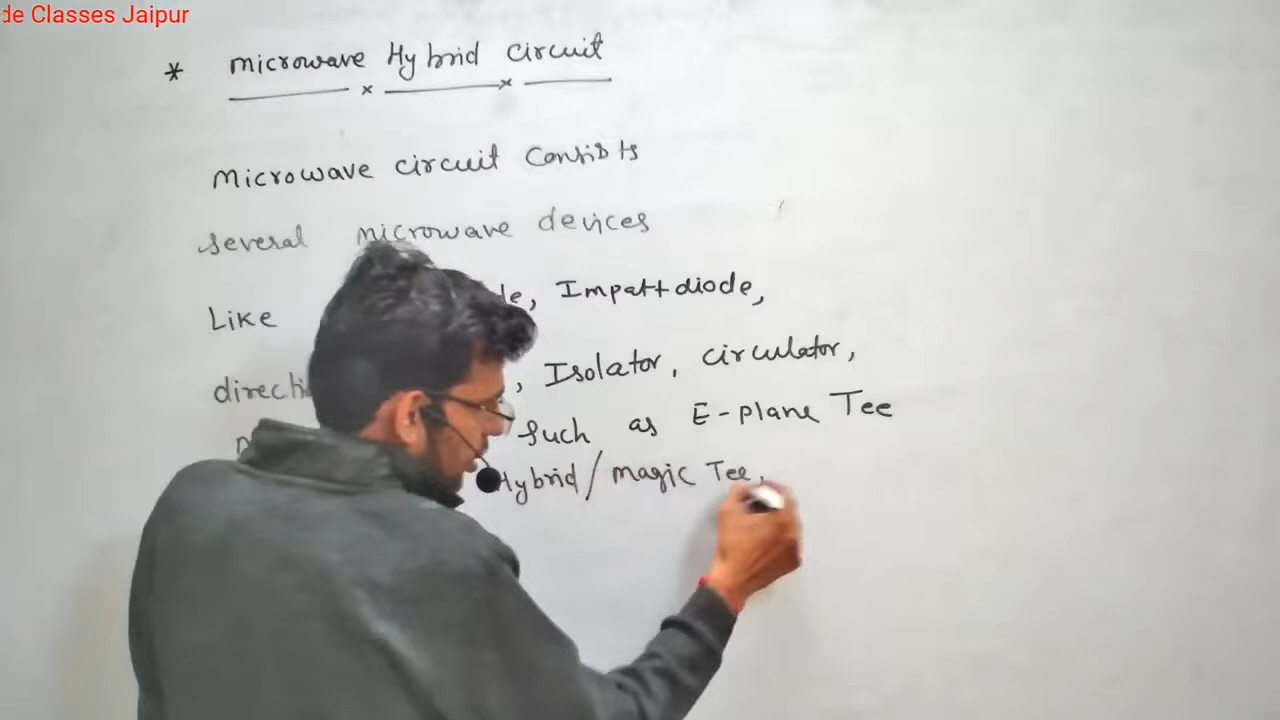 de Classes Jaipur
* Microwave Hybrid Circuit
Microwave circuit Consists
several microwave devices
Like , Impatt diode,
, Isolator, circulator,
such as E-plane Tee
Hybrid/magic Tee,